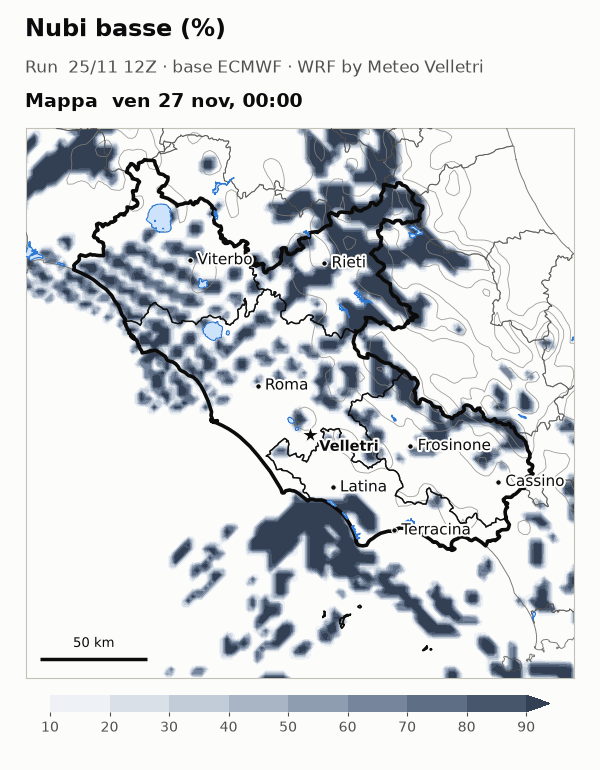 Nubi basse (%)
Run 25/11 12Z · base ECMWF · WRF by Meteo Velletri
Mappa ven 27 nov, 00:00
Viterbo
Rieti
Roma
Velletri
Frosinone
Cassino
Latina
Terracina
50 km
10 20 30 40 50 60 70 80 90